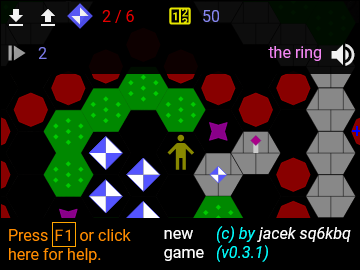 2 / 6 50
2 the ring
Press F1 or click new (c) by jacek sq6kbq
here for help. game (v0.3.1)